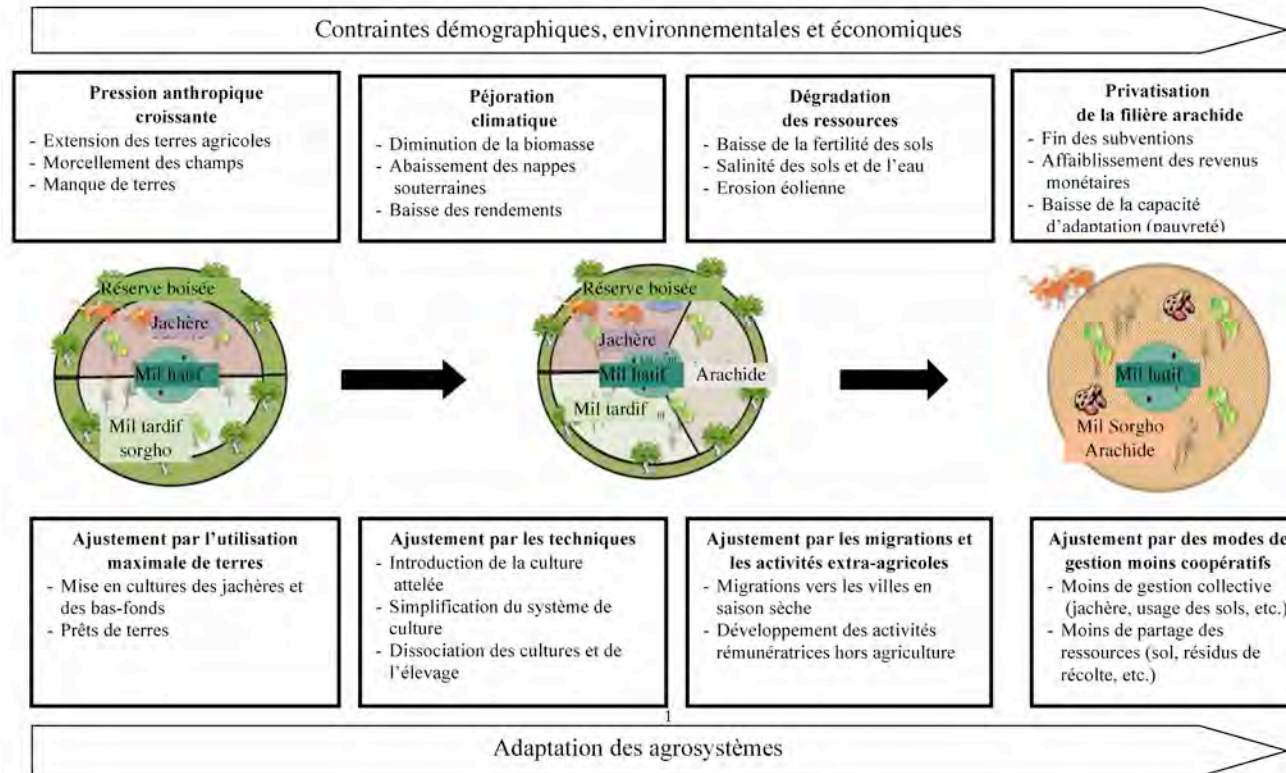 Contraintes démographiques, environnementales et économiques
Pression anthropique
croissante
- Extension des terres agricoles
- Morcellement des champs
- Manque de terres
Péjoration
climatique
- Diminution de la biomasse
- Abaissement des nappes
souterraines
- Baisse des rendements
Dégradation
des ressources
- Baisse de la fertilité des sols
- Salinité des sols et de l'eau
- Erosion éolienne
Privatisation
de la filière arachide
- Fin des subventions
- Affaiblissement des revenus
monétaires
- Baisse de la capacité
d'adaptation (pauvreté)
Réserve boisée
Jachère
Mil hatif
Mil tardif
sorgho
Réserve boisée
Jachère
Mil hatif
Arachide
Mil tardif
Mil hatif
Mil Sorgho
Arachide
Ajustement par l'utilisation
maximale de terres
- Mise en cultures des jachères et
des bas-fonds
- Prêts de terres
Ajustement par les techniques
- Introduction de la culture
attelée
- Simplification du système de
culture
- Dissociation des cultures et de
l'élevage
Ajustement par les migrations et
les activités extra-agricoles
- Migrations vers les villes en
saison sèche
- Développement des activités
rémunératrices hors agriculture
Ajustement par des modes de
gestion moins coopératifs
- Moins de gestion collective
(jachère, usage des sols, etc.)
- Moins de partage des
ressources (sol, résidus de
récolte, etc.)
1
Adaptation des agrosystèmes